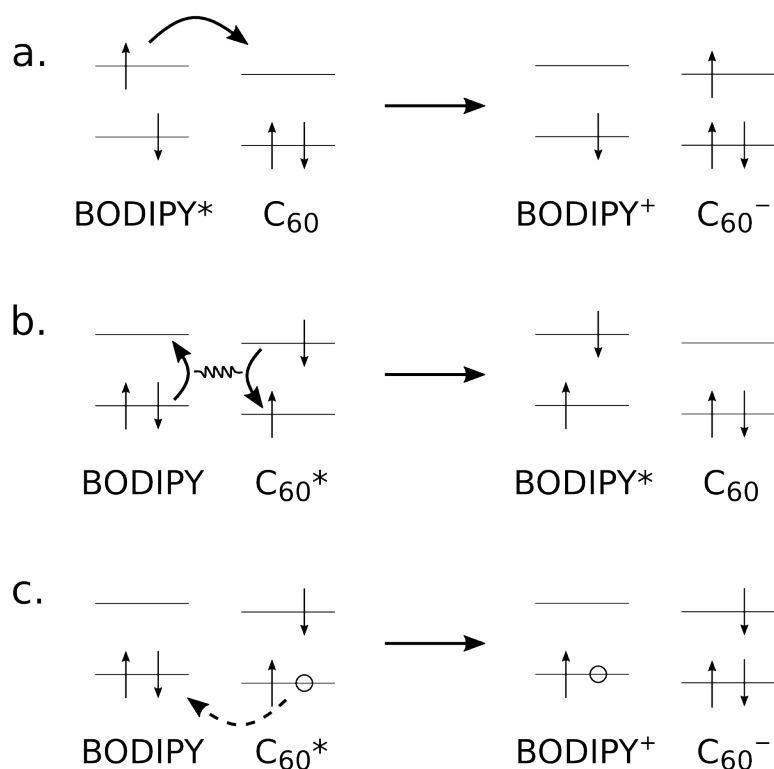 a.
BODIPY* C₆₀ BODIPY⁺ C₆₀⁻
b.
BODIPY C₆₀* BODIPY* C₆₀
c.
BODIPY C₆₀* BODIPY⁺ C₆₀⁻